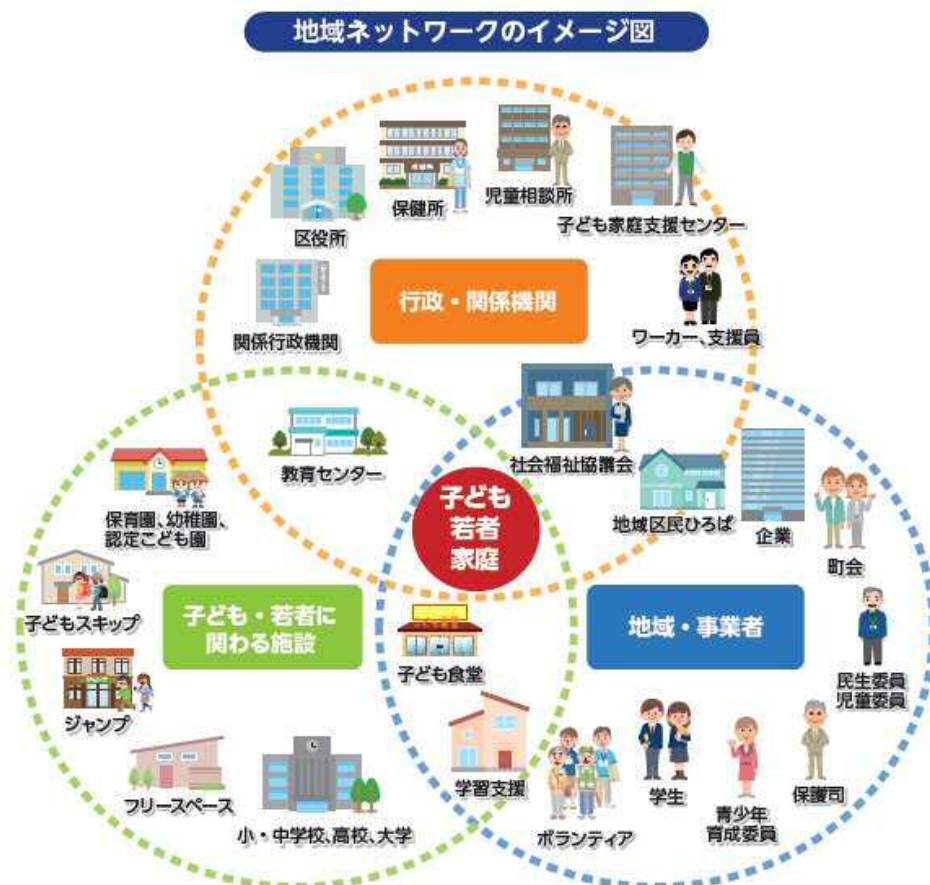 地域ネットワークのイメージ図
区役所
保健所
児童相談所
子ども家庭支援センター
関係行政機関
行政・関係機関
ワーカー、支援員
教育センター
社会福祉協議会
地域区民ひろば
企業
町会
保育園、幼稚園、
認定こども園
子ども
若者
家庭
子どもスキップ
子ども・若者に
関わる施設
子ども食堂
地域・事業者
民生委員
児童委員
ジャンプ
フリースペース
小・中学校、高校、大学
学習支援
ボランティア
学生
青少年
育成委員
保護司